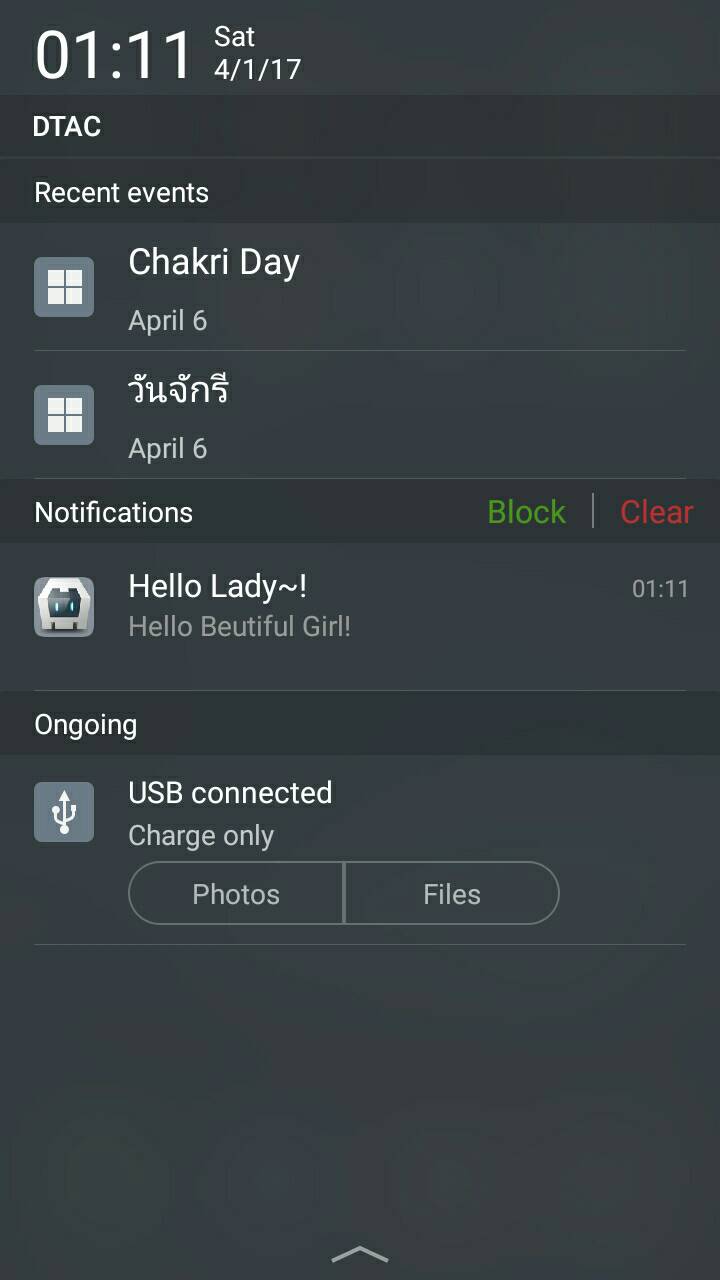 01:11
Sat
4/1/17
DTAC
Recent events
Chakri Day
April 6
วันจักรี
April 6
Notifications Block Clear
Hello Lady~! 01:11
Hello Beutiful Girl!
Ongoing
USB connected
Charge only
Photos Files